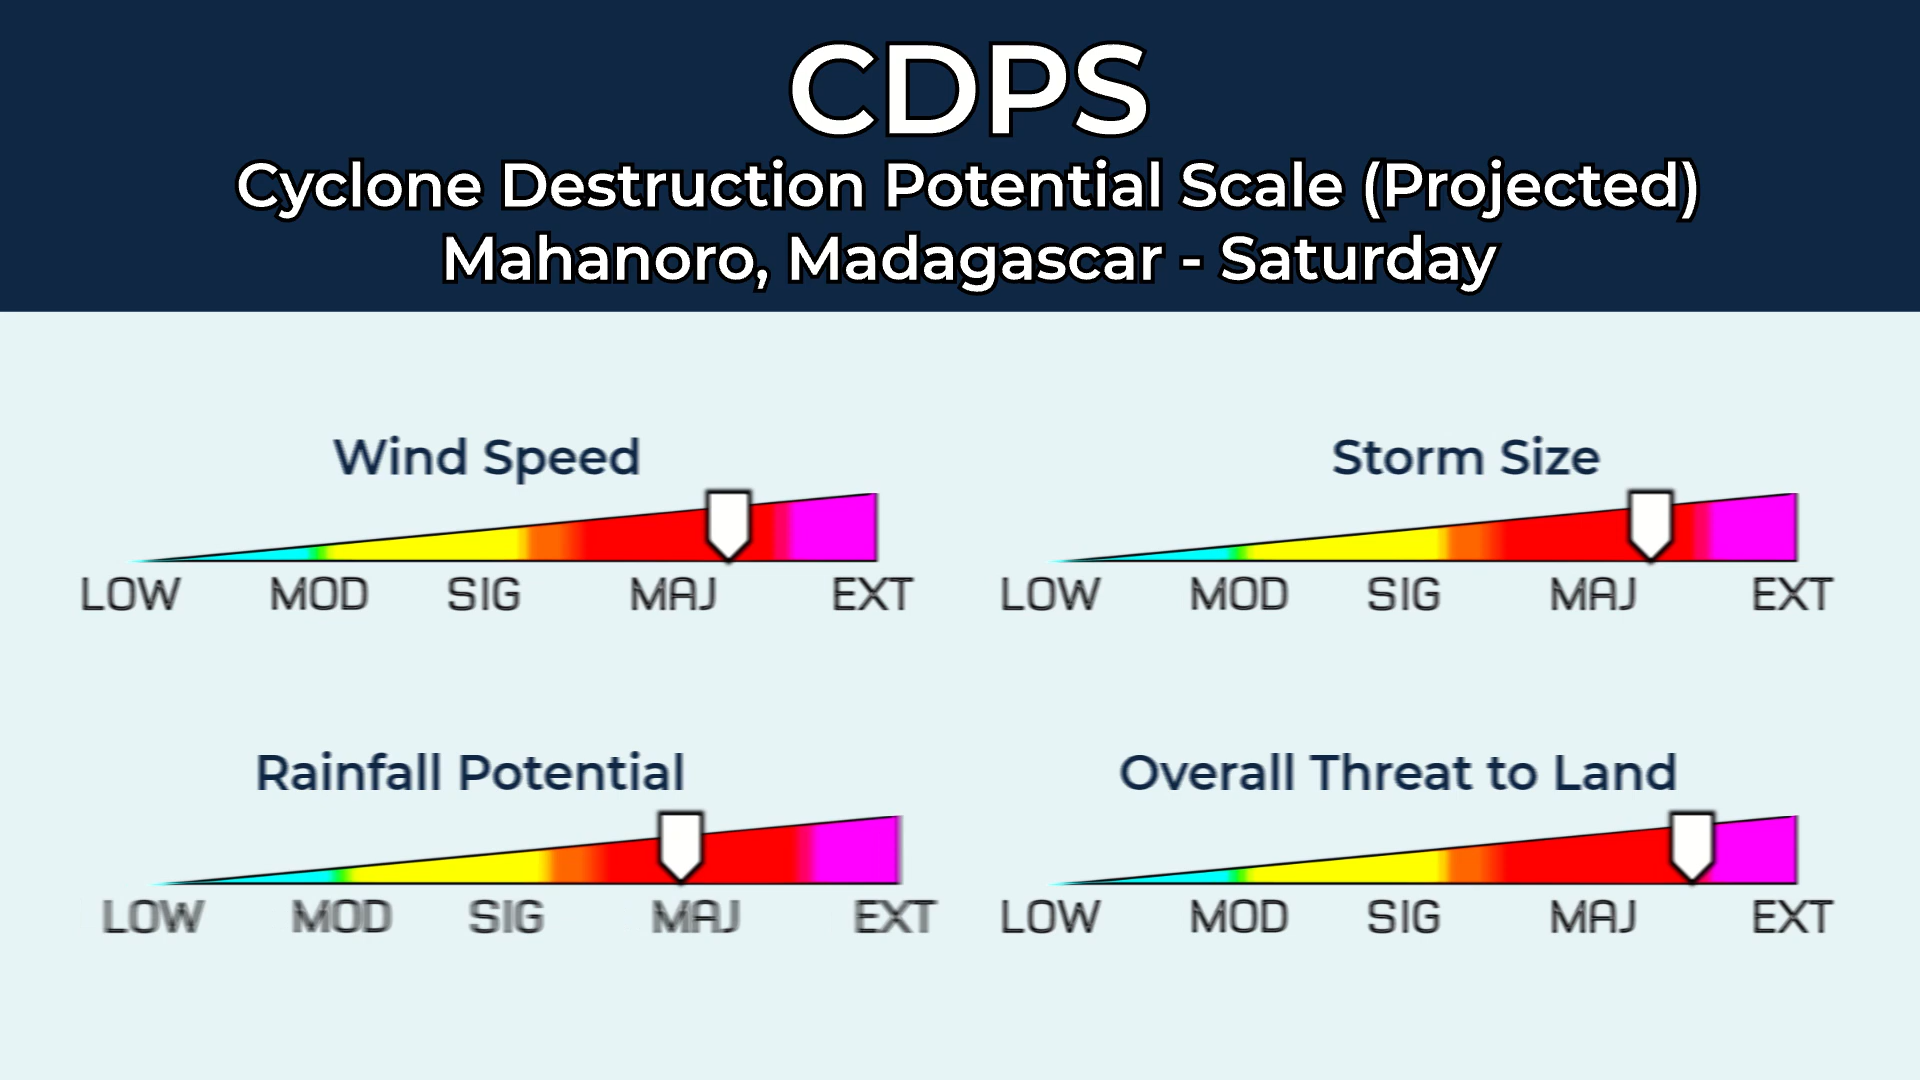 CDPS
Cyclone Destruction Potential Scale (Projected)
Mahanoro, Madagascar - Saturday
Wind Speed
LOW MOD SIG MAJ EXT
Storm Size
LOW MOD SIG MAJ EXT
Rainfall Potential
LOW MOD SIG MAJ EXT
Overall Threat to Land
LOW MOD SIG MAJ EXT